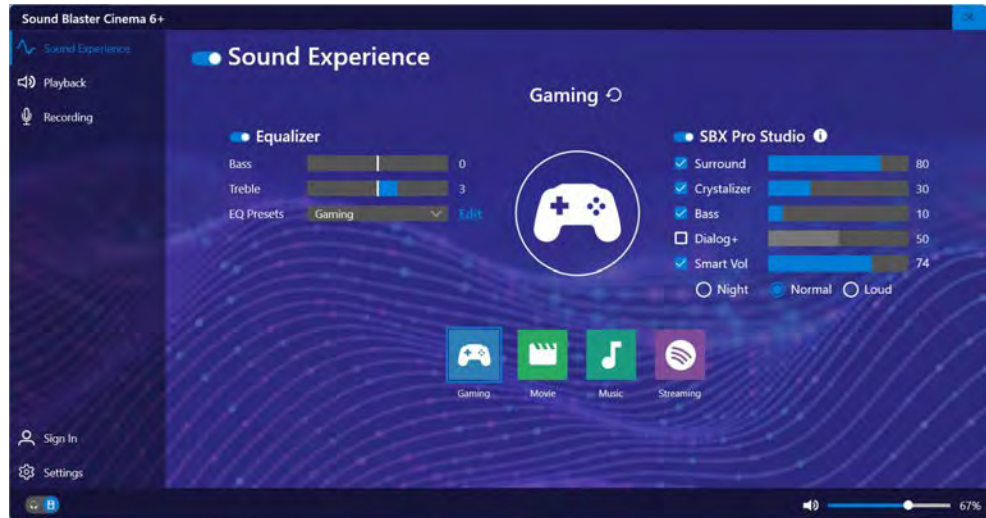 Sound Blaster Cinema 6+
Sound Experience
Playback
Recording
Sign In
Settings
Sound Experience
Gaming
Equalizer
Bass 0
Treble 3
EQ Presets Gaming Edit
SBX Pro Studio
Surround 80
Crystalizer 30
Bass 10
Dialog+ 50
Smart Vol 74
Night Normal Loud
Gaming Movie Music Streaming
67%